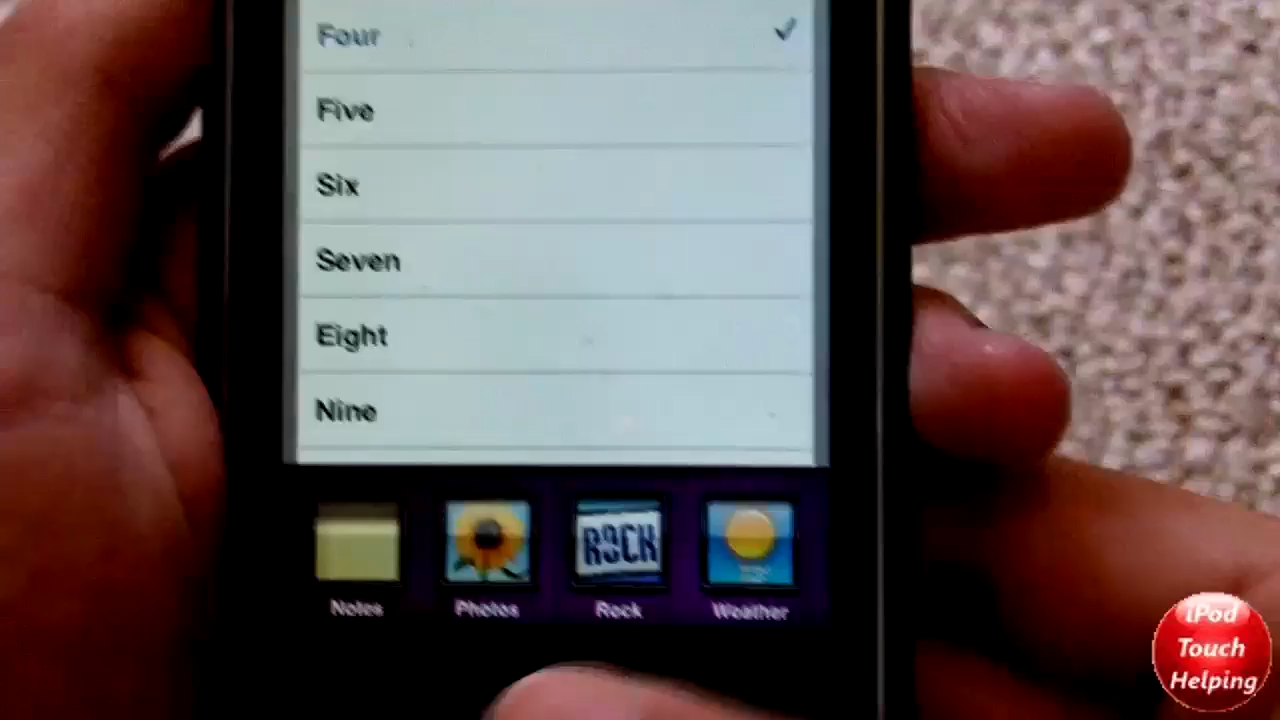 Four
Five
Six
Seven
Eight
Nine
ROCK
Notes Photos Rock Weather
iPod
Touch
Helping